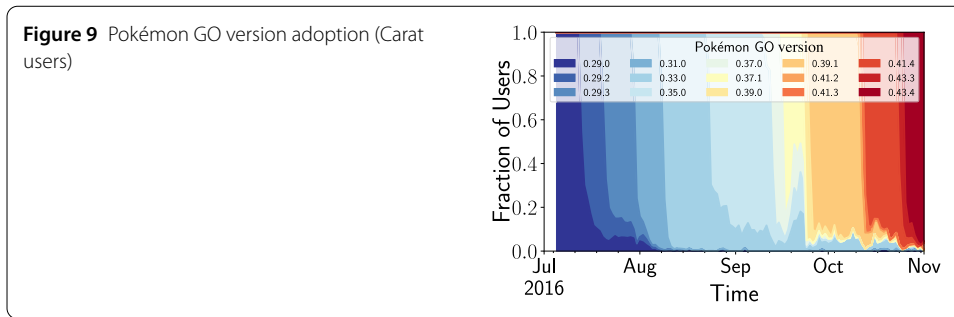 Figure 9 Pokémon GO version adoption (Carat
users)
Pokémon GO version
0.29.0 0.31.0 0.37.0 0.39.1 0.41.4
0.29.2 0.33.0 0.37.1 0.41.2 0.43.3
0.29.3 0.35.0 0.39.0 0.41.3 0.43.4
Fraction of Users
1.0
0.8
0.6
0.4
0.2
0.0
Jul Aug Sep Oct Nov
2016
Time